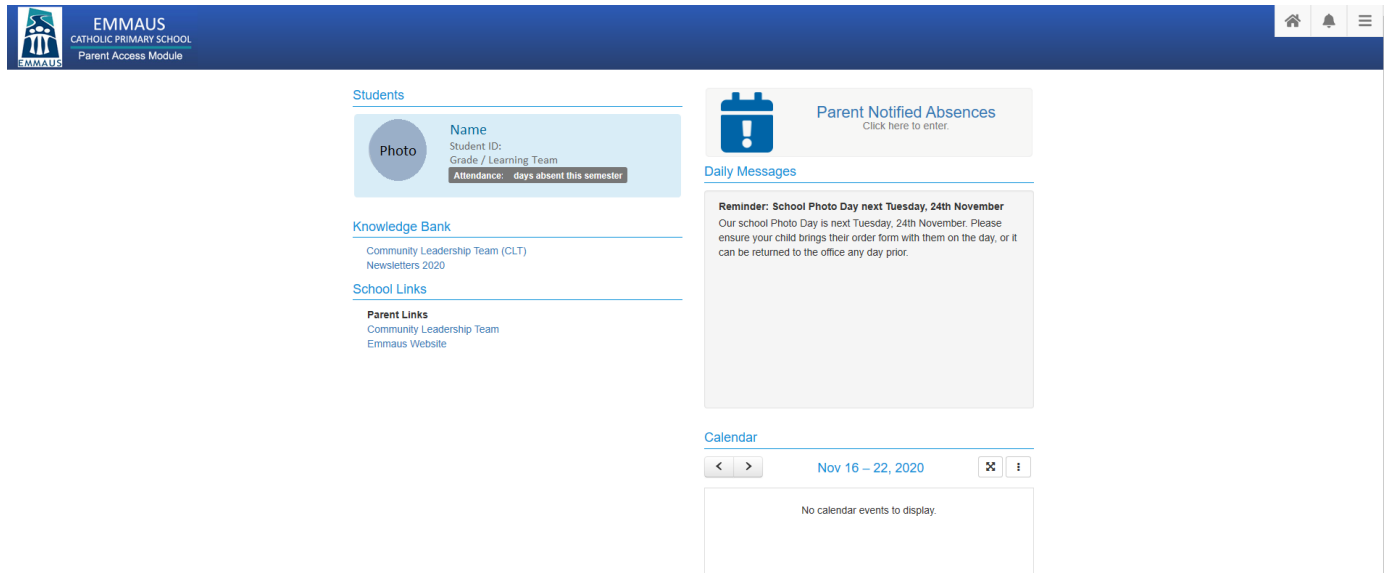 EMMAUS
CATHOLIC PRIMARY SCHOOL
Parent Access Module
EMMAUS
Students
Photo
Name
Student ID:
Grade / Learning Team
Attendance: days absent this semester
Knowledge Bank
Community Leadership Team (CLT)
Newsletters 2020
School Links
Parent Links
Community Leadership Team
Emmaus Website
Parent Notified Absences
Click here to enter.
Daily Messages
Reminder: School Photo Day next Tuesday, 24th November
Our school Photo Day is next Tuesday, 24th November. Please
ensure your child brings their order form with them on the day, or it
can be returned to the office any day prior.
Calendar
Nov 16 – 22, 2020
No calendar events to display.